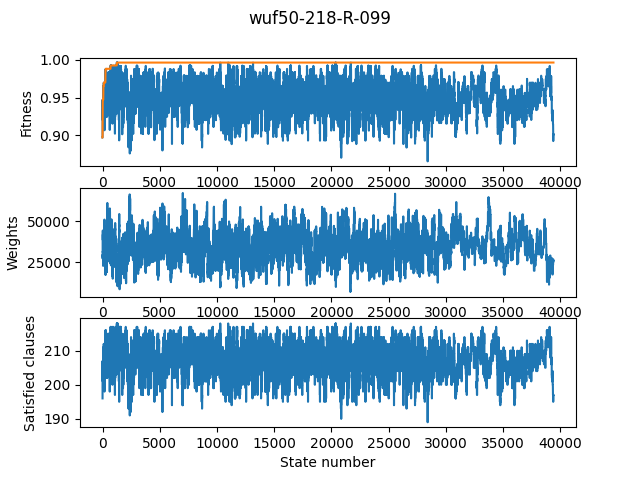 wuf50-218-R-099
1.00
0.95
0.90
Fitness
0 5000 10000 15000 20000 25000 30000 35000 40000
50000
25000
Weights
0 5000 10000 15000 20000 25000 30000 35000 40000
210
200
190
Satisfied clauses
0 5000 10000 15000 20000 25000 30000 35000 40000
State number